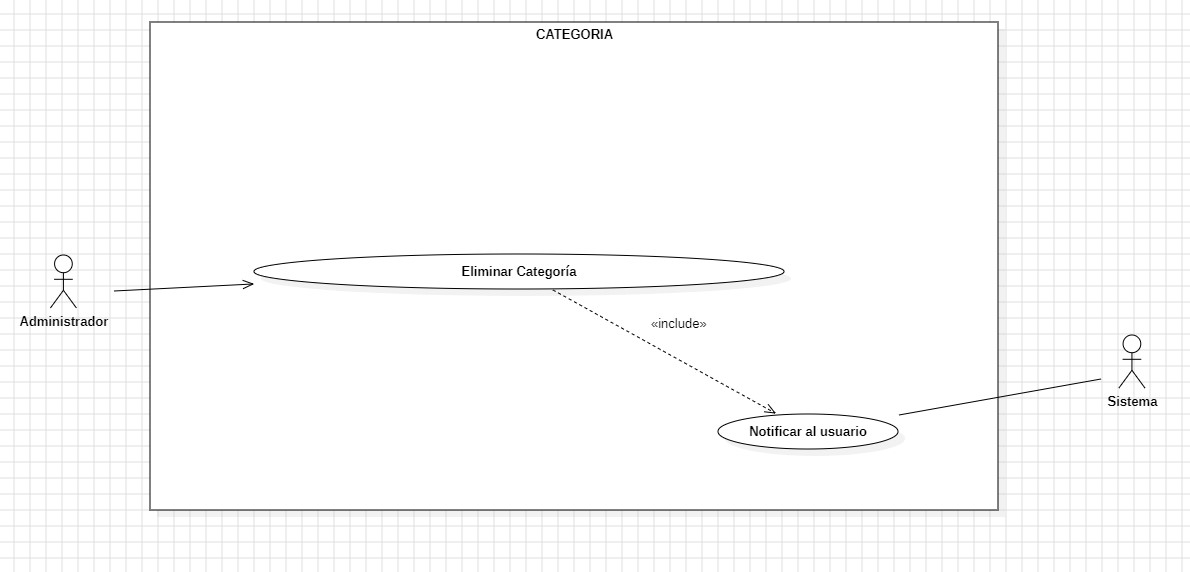 CATEGORIA
Eliminar Categoría
Administrador
«include»
Sistema
Notificar al usuario